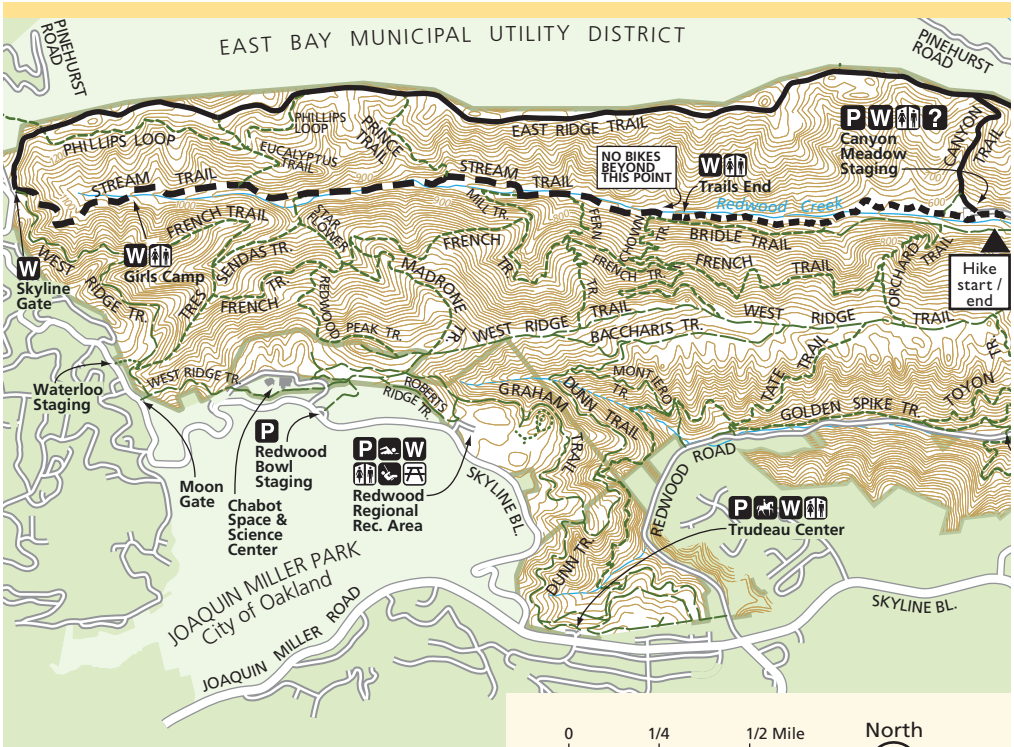 PINEHURST
ROAD
EAST BAY MUNICIPAL UTILITY DISTRICT
PINEHURST
ROAD
PHILLIPS LOOP
PHILLIPS
LOOP
PRINCE
TRAIL
EUCALYPTUS
TRAIL
EAST RIDGE TRAIL
P W ?
Canyon
Meadow
Staging
CANYON
TRAIL
NO BIKES
BEYOND
THIS POINT
W
Trails End
STREAM TRAIL
STREAM TRAIL
Redwood Creek
1200
1000
900
600
800
FRENCH TRAIL
STAR
FLOWER
MILL TR.
FERN
TR.
CHOWN
TR.
BRIDLE TRAIL
ORCHARD
TRAIL
Hike
start /
end
W
Skyline
Gate
WEST
RIDGE TR.
W
Girls Camp
TRES
SENDAS TR.
FRENCH TR.
REDWOOD
PEAK TR.
MADRONE
TR.
FRENCH
TR.
FRENCH TR.
FRENCH TRAIL
WEST RIDGE TRAIL
WEST RIDGE TRAIL
BACCHARIS TR.
TATE
TRAIL
TOYON
TR.
MONTIERO
TR.
GOLDEN SPIKE TR.
Waterloo
Staging
WEST RIDGE TR.
ROBERTS
RIDGE TR.
GRAHAM
TRAIL
DUNN TRAIL
Moon
Gate
Chabot
Space &
Science
Center
P
Redwood
Bowl
Staging
P W
Redwood
Regional
Rec. Area
SKYLINE BL.
REDWOOD ROAD
P W
Trudeau Center
DUNN TR.
JOAQUIN MILLER PARK
City of Oakland
JOAQUIN MILLER ROAD
SKYLINE BL.
0 1/4 1/2 Mile
North